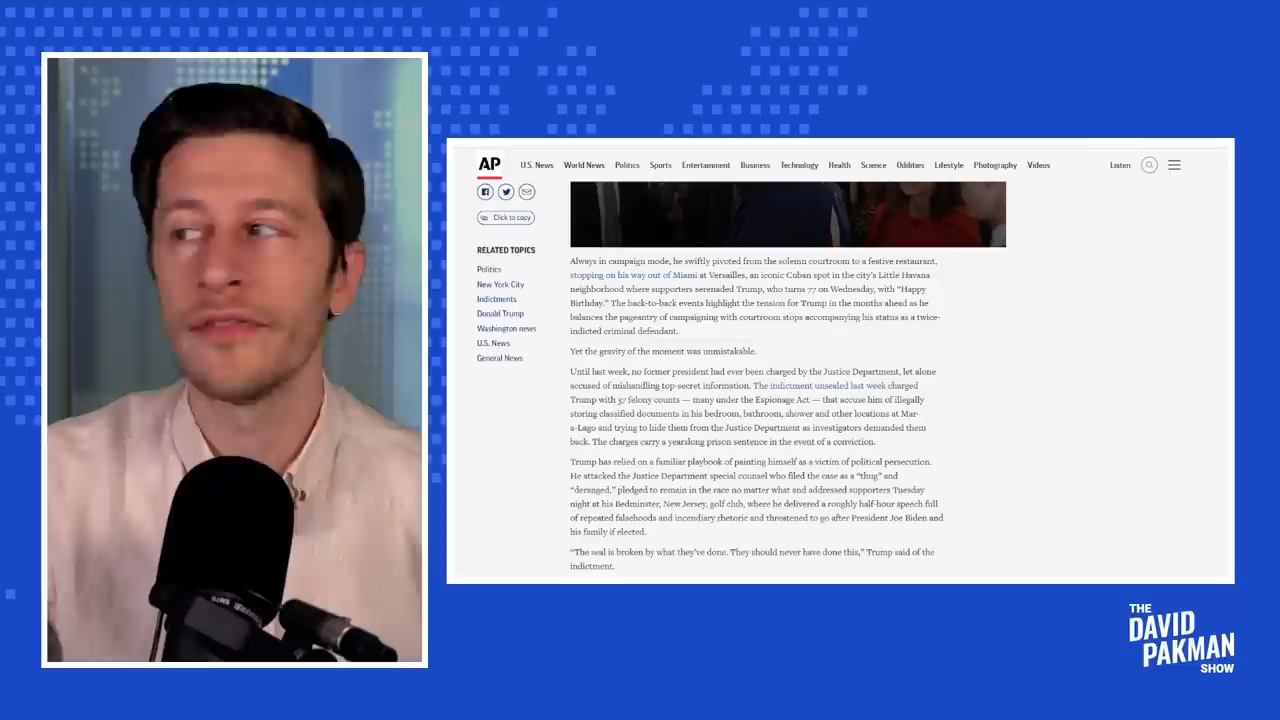 AP
U.S. News World News Politics Sports Entertainment Business Technology Health Science Oddities Lifestyle Photography Videos Listen
Click to copy
RELATED TOPICS
Politics
New York City
Indictments
Donald Trump
Washington news
U.S. News
General News
Always in campaign mode, he swiftly pivoted from the solemn courtroom to a festive restaurant,
stopping on his way out of Miami at Versailles, an iconic Cuban spot in the city's Little Havana
neighborhood where supporters serenaded Trump, who turns 77 on Wednesday, with “Happy
Birthday.” The back-to-back events highlight the tension for Trump in the months ahead as he
balances the pageantry of campaigning with courtroom stops accompanying his status as a twice-
indicted criminal defendant.
Yet the gravity of the moment was unmistakable.
Until last week, no former president had ever been charged by the Justice Department, let alone
accused of mishandling top-secret information. The indictment unsealed last week charged
Trump with 37 felony counts — many under the Espionage Act — that accuse him of illegally
storing classified documents in his bedroom, bathroom, shower and other locations at Mar-
a-Lago and trying to hide them from the Justice Department as investigators demanded them
back. The charges carry a yearslong prison sentence in the event of a conviction.
Trump has relied on a familiar playbook of painting himself as a victim of political persecution.
He attacked the Justice Department special counsel who filed the case as a “thug” and
“deranged,” pledged to remain in the race no matter what and addressed supporters Tuesday
night at his Bedminster, New Jersey, golf club, where he delivered a roughly half-hour speech full
of repeated falsehoods and incendiary rhetoric and threatened to go after President Joe Biden and
his family if elected.
“The seal is broken by what they've done. They should never have done this,” Trump said of the
indictment.
THE
DAVID
PAKMAN
SHOW